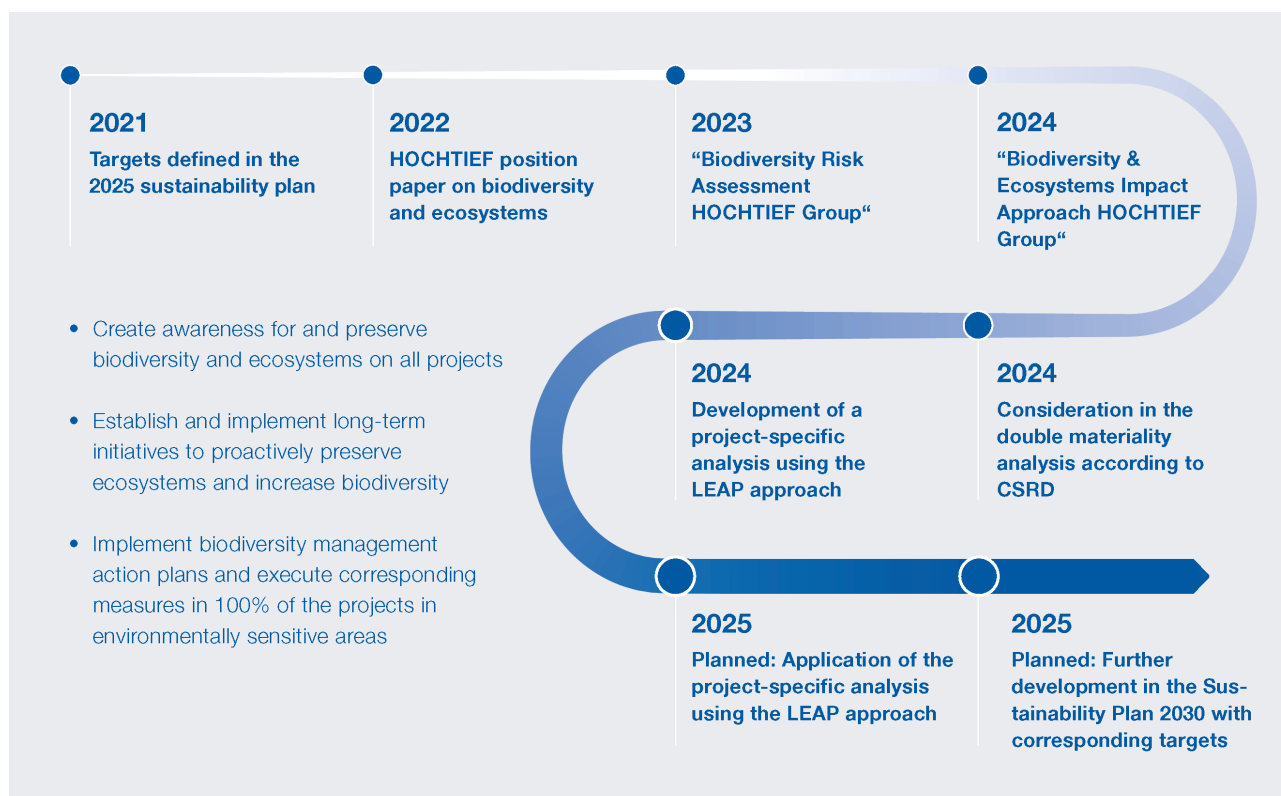 2021
Targets defined in the
2025 sustainability plan
2022
HOCHTIEF position
paper on biodiversity
and ecosystems
2023
“Biodiversity Risk
Assessment
HOCHTIEF Group“
2024
“Biodiversity &
Ecosystems Impact
Approach HOCHTIEF
Group“
2024
Consideration in the
double materiality
analysis according to
CSRD
2024
Development of a
project-specific
analysis using the
LEAP approach
2025
Planned: Application of the
project-specific analysis
using the LEAP approach
2025
Planned: Further
development in the Sus-
tainability Plan 2030 with
corresponding targets
• Create awareness for and preserve
biodiversity and ecosystems on all projects
• Establish and implement long-term
initiatives to proactively preserve
ecosystems and increase biodiversity
• Implement biodiversity management
action plans and execute corresponding
measures in 100% of the projects in
environmentally sensitive areas